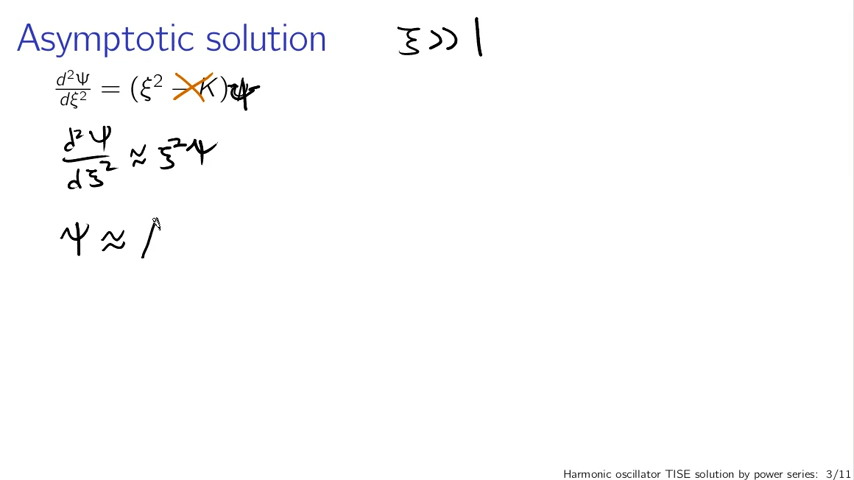 Asymptotic solution ξ >> 1
d²Ψ/dξ² = (ξ² − K)Ψ
d²Ψ/dξ² ≈ ξ²Ψ
Ψ ≈
Harmonic oscillator TISE solution by power series: 3/11